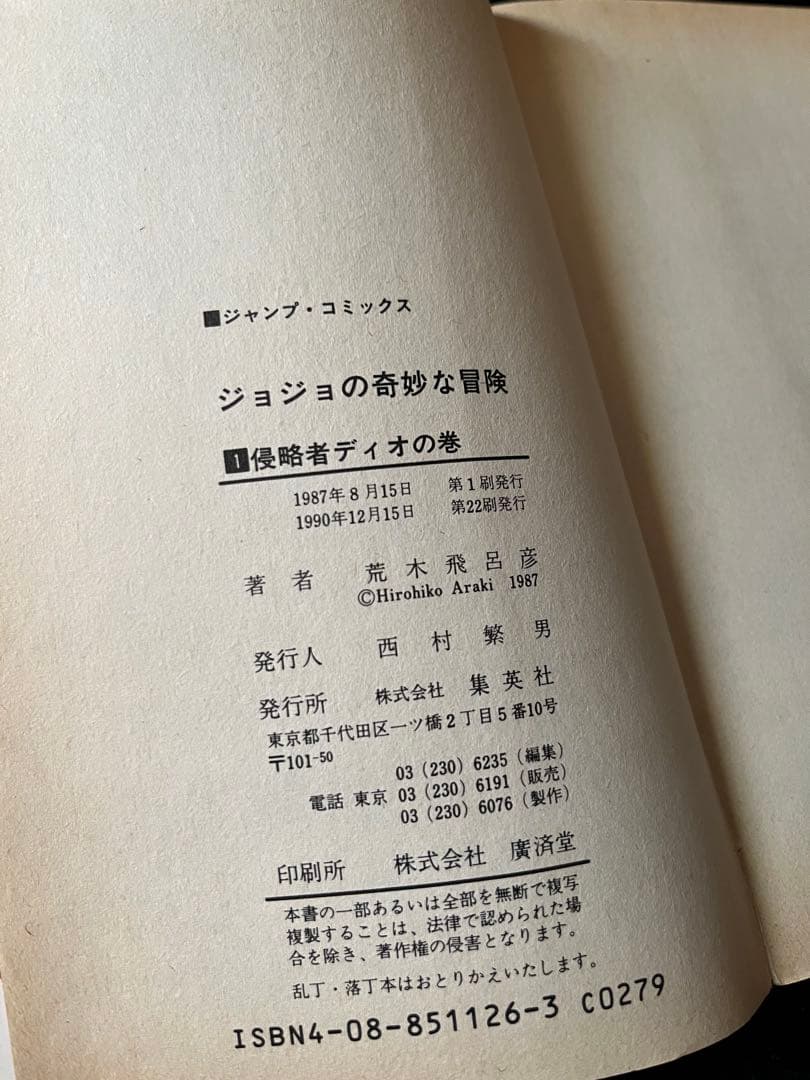 ■ジャンプ・コミックス
ジョジョの奇妙な冒険
1侵略者ディオの巻
1987年8月15日 第1刷発行
1990年12月15日 第22刷発行
著者 荒木飛呂彦
©Hirohiko Araki 1987
発行人 西村繁男
発行所 株式会社 集英社
東京都千代田区一ツ橋2丁目5番10号
〒101-50
03(230)6235(編集)
電話 東京 03(230)6191(販売)
03(230)6076(製作)
印刷所 株式会社 廣済堂
本書の一部あるいは全部を無断で複写
複製することは、法律で認められた場
合を除き、著作権の侵害となります。
乱丁・落丁本はおとりかえいたします。
ISBN4-08-851126-3 C0279